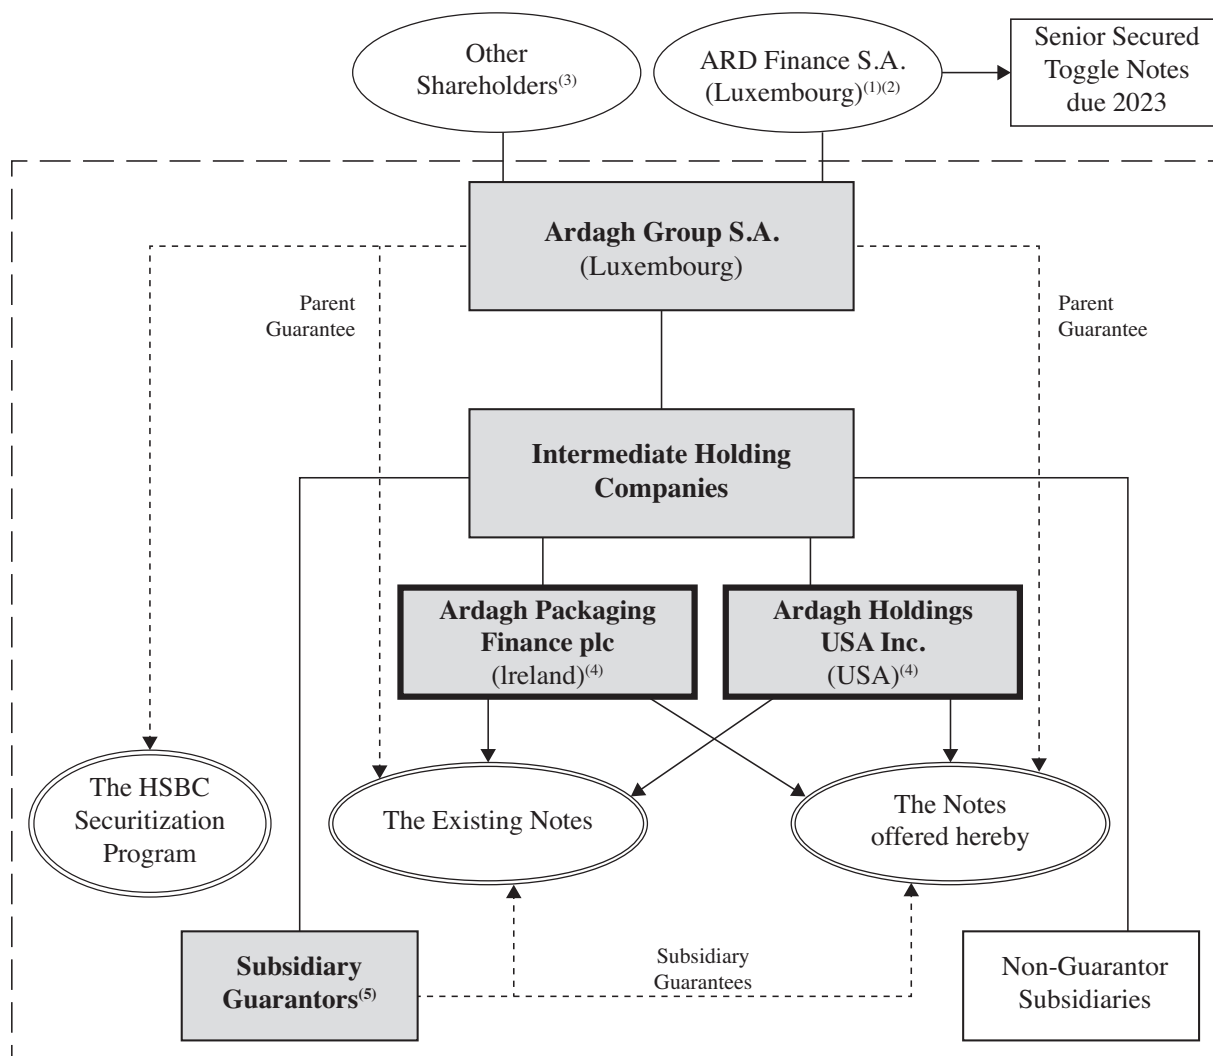 Other
Shareholders(3)
ARD Finance S.A.
(Luxembourg)(1)(2)
Senior Secured
Toggle Notes
due 2023
Ardagh Group S.A.
(Luxembourg)
Parent
Guarantee
Parent
Guarantee
Intermediate Holding
Companies
Ardagh Packaging
Finance plc
(Ireland)(4)
Ardagh Holdings
USA Inc.
(USA)(4)
The HSBC
Securitization
Program
The Existing Notes
The Notes
offered hereby
Subsidiary
Guarantors(5)
Subsidiary
Guarantees
Non-Guarantor
Subsidiaries